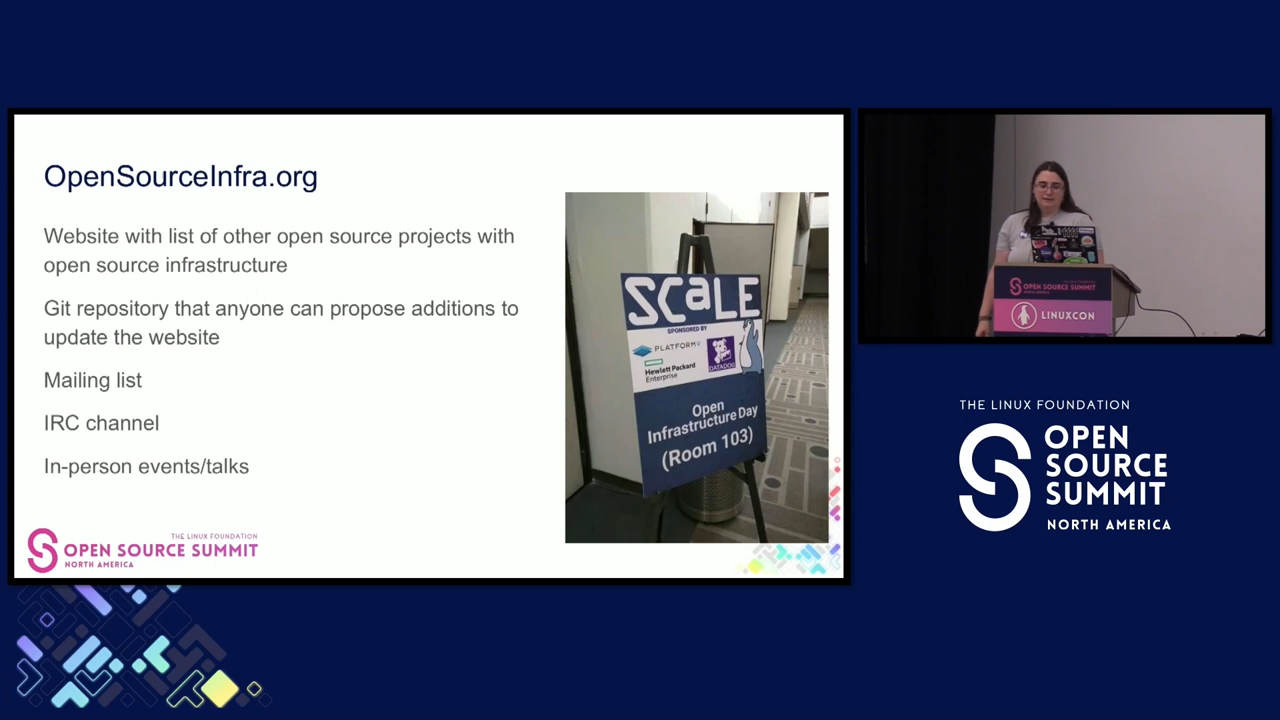 OpenSourceInfra.org
Website with list of other open source projects with
open source infrastructure
Git repository that anyone can propose additions to
update the website
Mailing list
IRC channel
In-person events/talks
SCaLE
SPONSORED BY
PLATFORM
Hewlett Packard
Enterprise
DATADOG
Open
Infrastructure Day
(Room 103)
THE LINUX FOUNDATION
OPEN SOURCE SUMMIT
NORTH AMERICA
OPEN SOURCE SUMMIT
NORTH AMERICA
LINUXCON
THE LINUX FOUNDATION
OPEN
SOURCE
SUMMIT
NORTH AMERICA